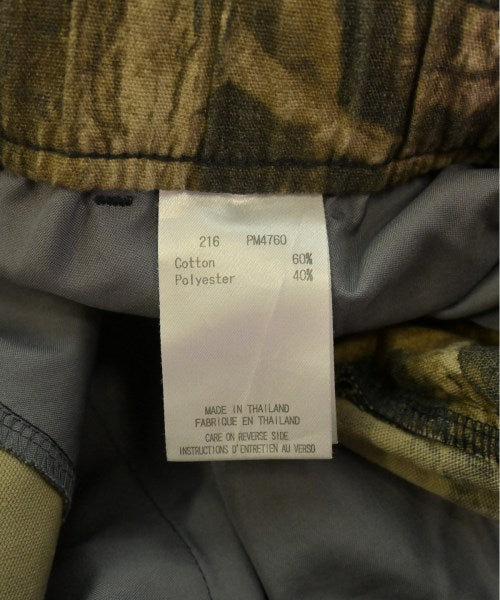 216 PM4760
Cotton 60%
Polyester 40%
MADE IN THAILAND
FABRIQUE EN THAILAND
CARE ON REVERSE SIDE
INSTRUCTIONS D'ENTRETIEN AU VERSO